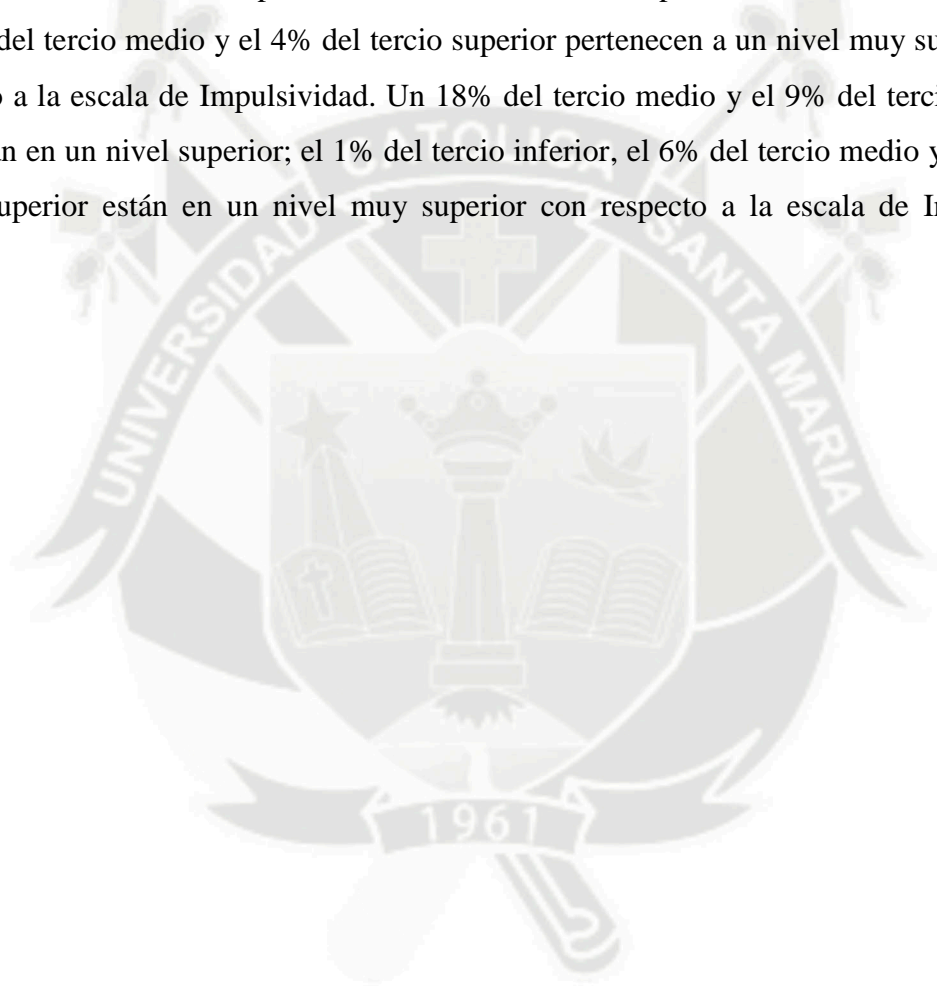 del tercio medio y el 4% del tercio superior pertenecen a un nivel muy su
a la escala de Impulsividad. Un 18% del tercio medio y el 9% del terci
n en un nivel superior; el 1% del tercio inferior, el 6% del tercio medio y
uperior están en un nivel muy superior con respecto a la escala de I
UNIVERSIDAD CATOLICA SANTA MARIA
1961